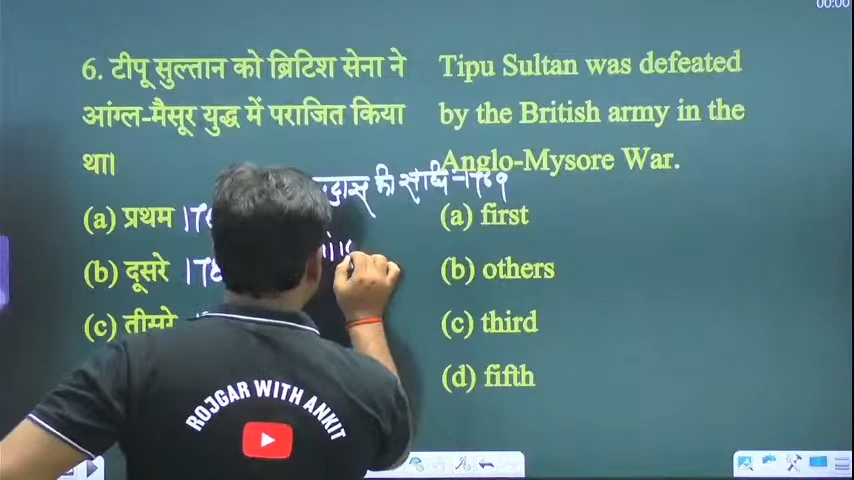 00:00
6. टीपू सुल्तान को ब्रिटिश सेना ने
आंग्ल-मैसूर युद्ध में पराजित किया
था।
(a) प्रथम
(b) दूसरे
(c) तीसरे
Tipu Sultan was defeated
by the British army in the
Anglo-Mysore War.
(a) first
(b) others
(c) third
(d) fifth
की
ROJGAR WITH ANKIT